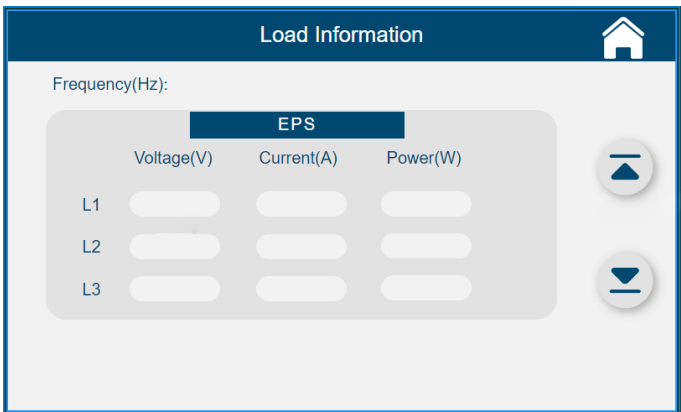 Load Information
Frequency(Hz):
EPS
Voltage(V) Current(A) Power(W)
L1
L2
L3